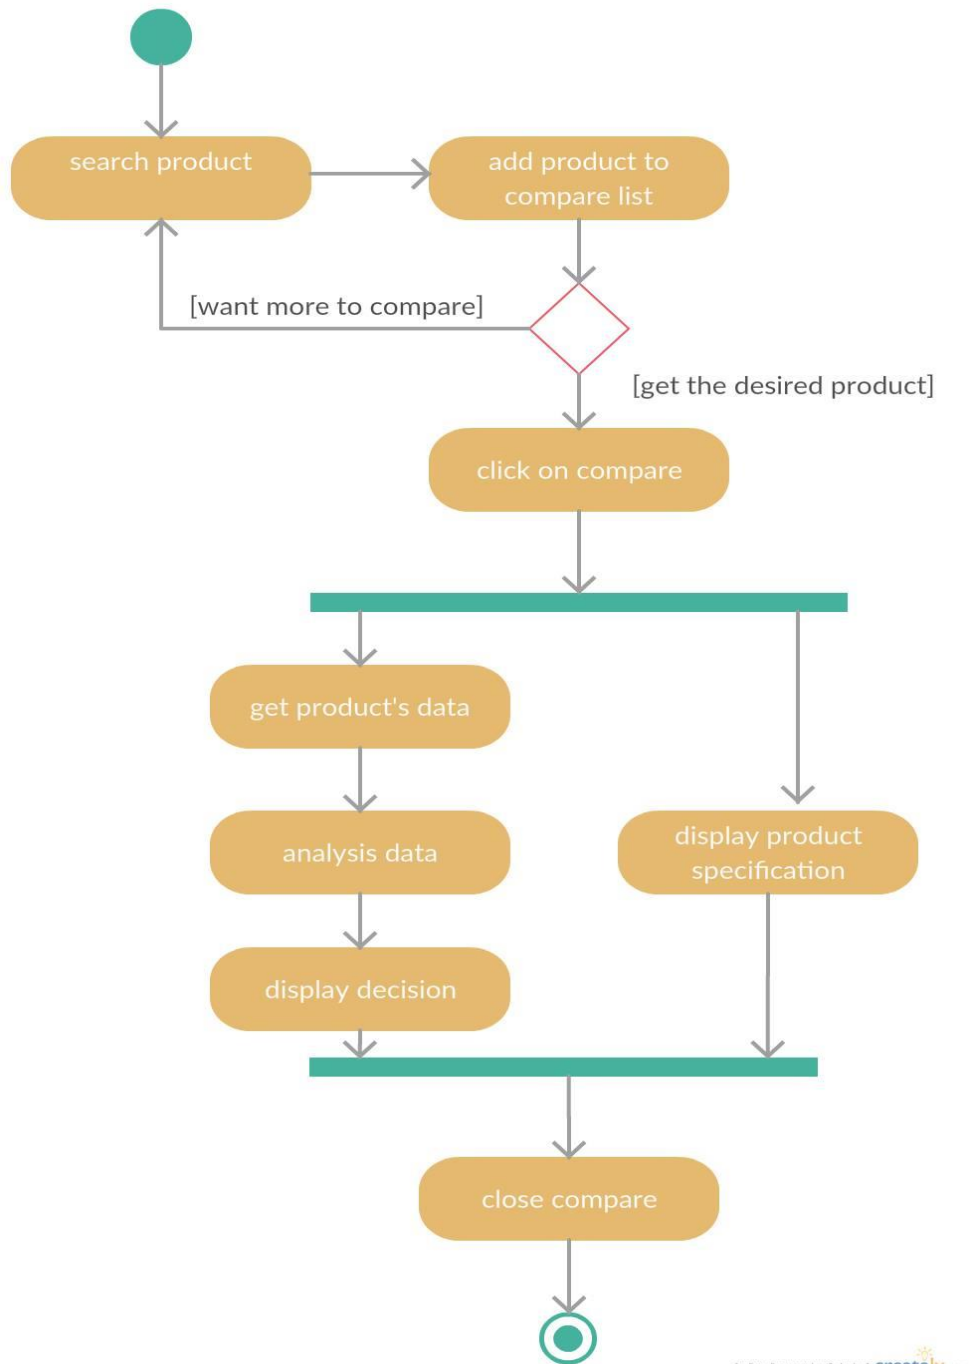 search product
add product to
compare list
[want more to compare]
[get the desired product]
click on compare
get product's data
analysis data
display product
specification
display decision
close compare